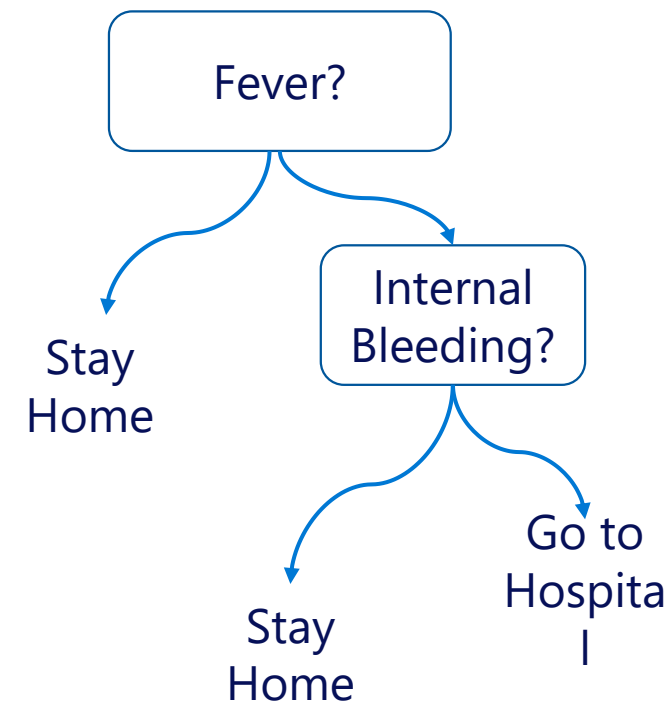 Fever?
Internal
Bleeding?
Stay
Home
Go to
Hospita
l
Stay
Home